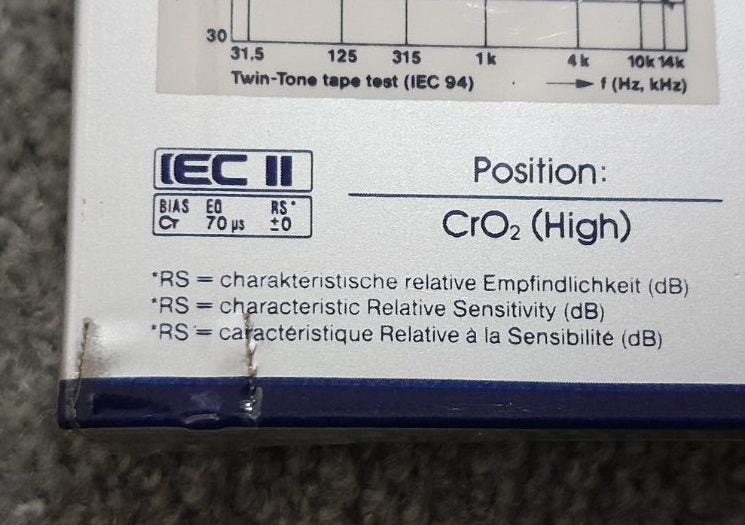 30
31,5 125 315 1k 4k 10k 14k
Twin-Tone tape test (IEC 94) f (Hz, kHz)
IEC II
BIAS EQ RS*
Cr 70 µs ±0
Position:
CrO₂ (High)
*RS = charakteristische relative Empfindlichkeit (dB)
*RS = characteristic Relative Sensitivity (dB)
*RS = caractéristique Relative à la Sensibilité (dB)